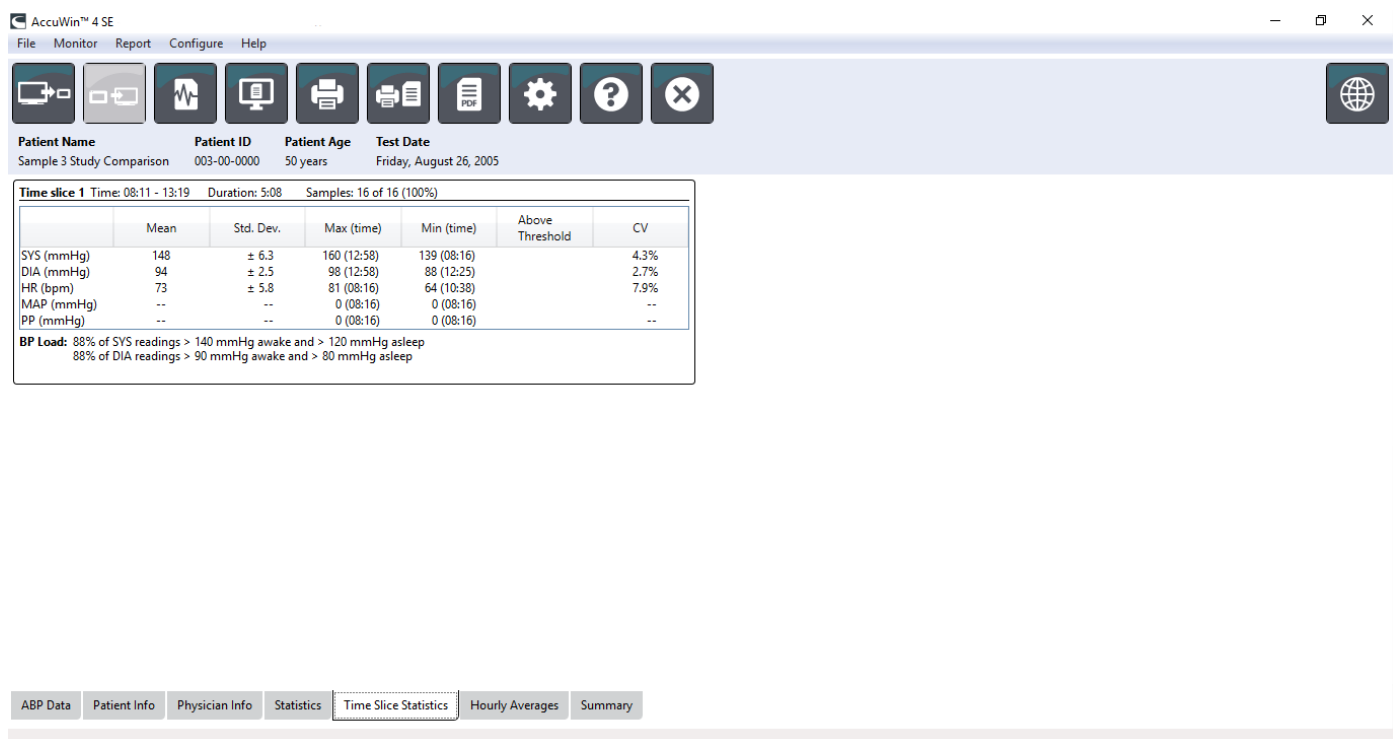 AccuWin™ 4 SE
File Monitor Report Configure Help
PDF
Patient Name Patient ID Patient Age Test Date
Sample 3 Study Comparison 003-00-0000 50 years Friday, August 26, 2005
Time slice 1 Time: 08:11 - 13:19 Duration: 5:08 Samples: 16 of 16 (100%)
Mean Std. Dev. Max (time) Min (time) Above Threshold CV
SYS (mmHg) 148 ± 6.3 160 (12:58) 139 (08:16) 4.3%
DIA (mmHg) 94 ± 2.5 98 (12:58) 88 (12:25) 2.7%
HR (bpm) 73 ± 5.8 81 (08:16) 64 (10:38) 7.9%
MAP (mmHg) -- -- 0 (08:16) 0 (08:16) --
PP (mmHg) -- -- 0 (08:16) 0 (08:16) --
BP Load: 88% of SYS readings > 140 mmHg awake and > 120 mmHg asleep
88% of DIA readings > 90 mmHg awake and > 80 mmHg asleep
ABP Data Patient Info Physician Info Statistics Time Slice Statistics Hourly Averages Summary